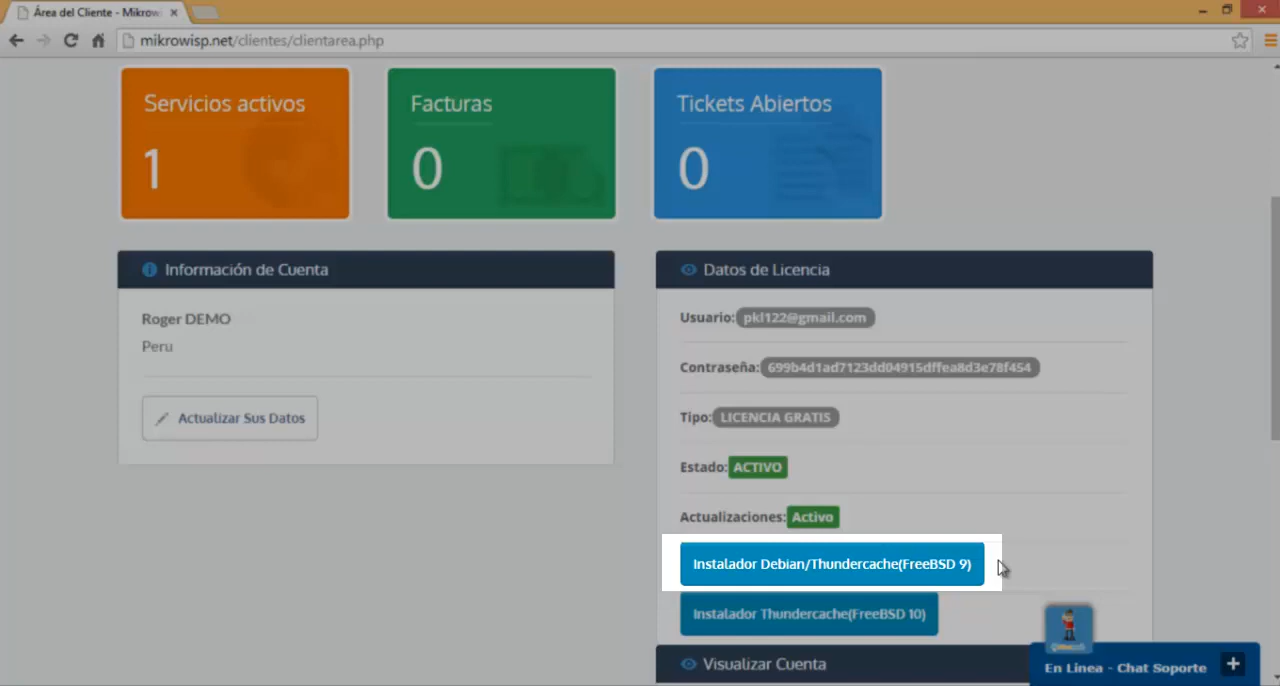 Área del Cliente - Mikrow
mikrowisp.net/clientes/clientarea.php
Servicios activos
1
Facturas
0
Tickets Abiertos
0
Información de Cuenta
Roger DEMO
Peru
Actualizar Sus Datos
Datos de Licencia
Usuario: pkl122@gmail.com
Contraseña: 699b4d1ad7123dd04915dffea8d3e78f454
Tipo: LICENCIA GRATIS
Estado: ACTIVO
Actualizaciones: Activo
Instalador Debian/Thundercache(FreeBSD 9)
Instalador Thundercache(FreeBSD 10)
Visualizar Cuenta
En Linea - Chat Soporte